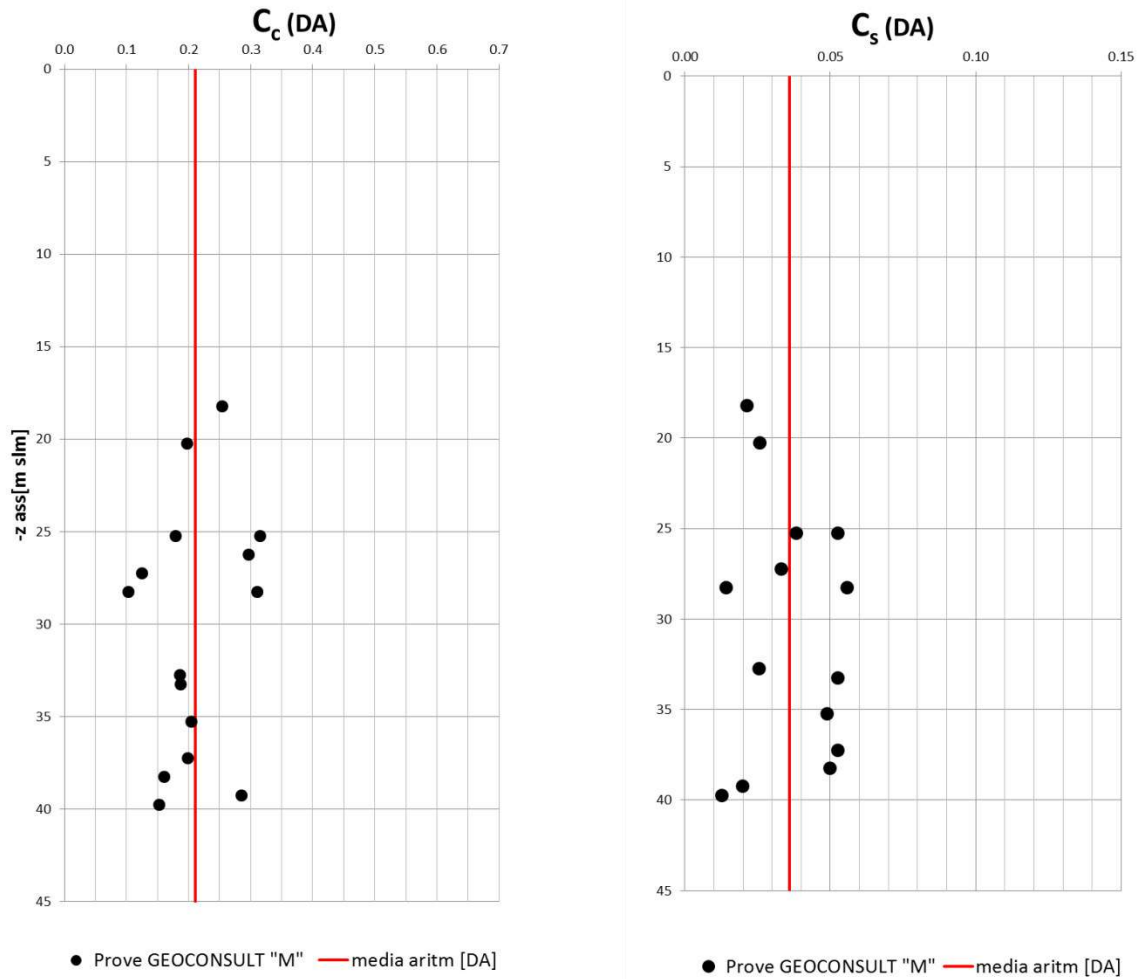 C_c (DA)
0.0 0.1 0.2 0.3 0.4 0.5 0.6 0.7
0
5
10
15
20
25
30
35
40
45
-z ass[m slm]
● Prove GEOCONSULT "M" media aritm [DA]
C_s (DA)
0.00 0.05 0.10 0.15
0
5
10
15
20
25
30
35
40
45
● Prove GEOCONSULT "M" media aritm [DA]